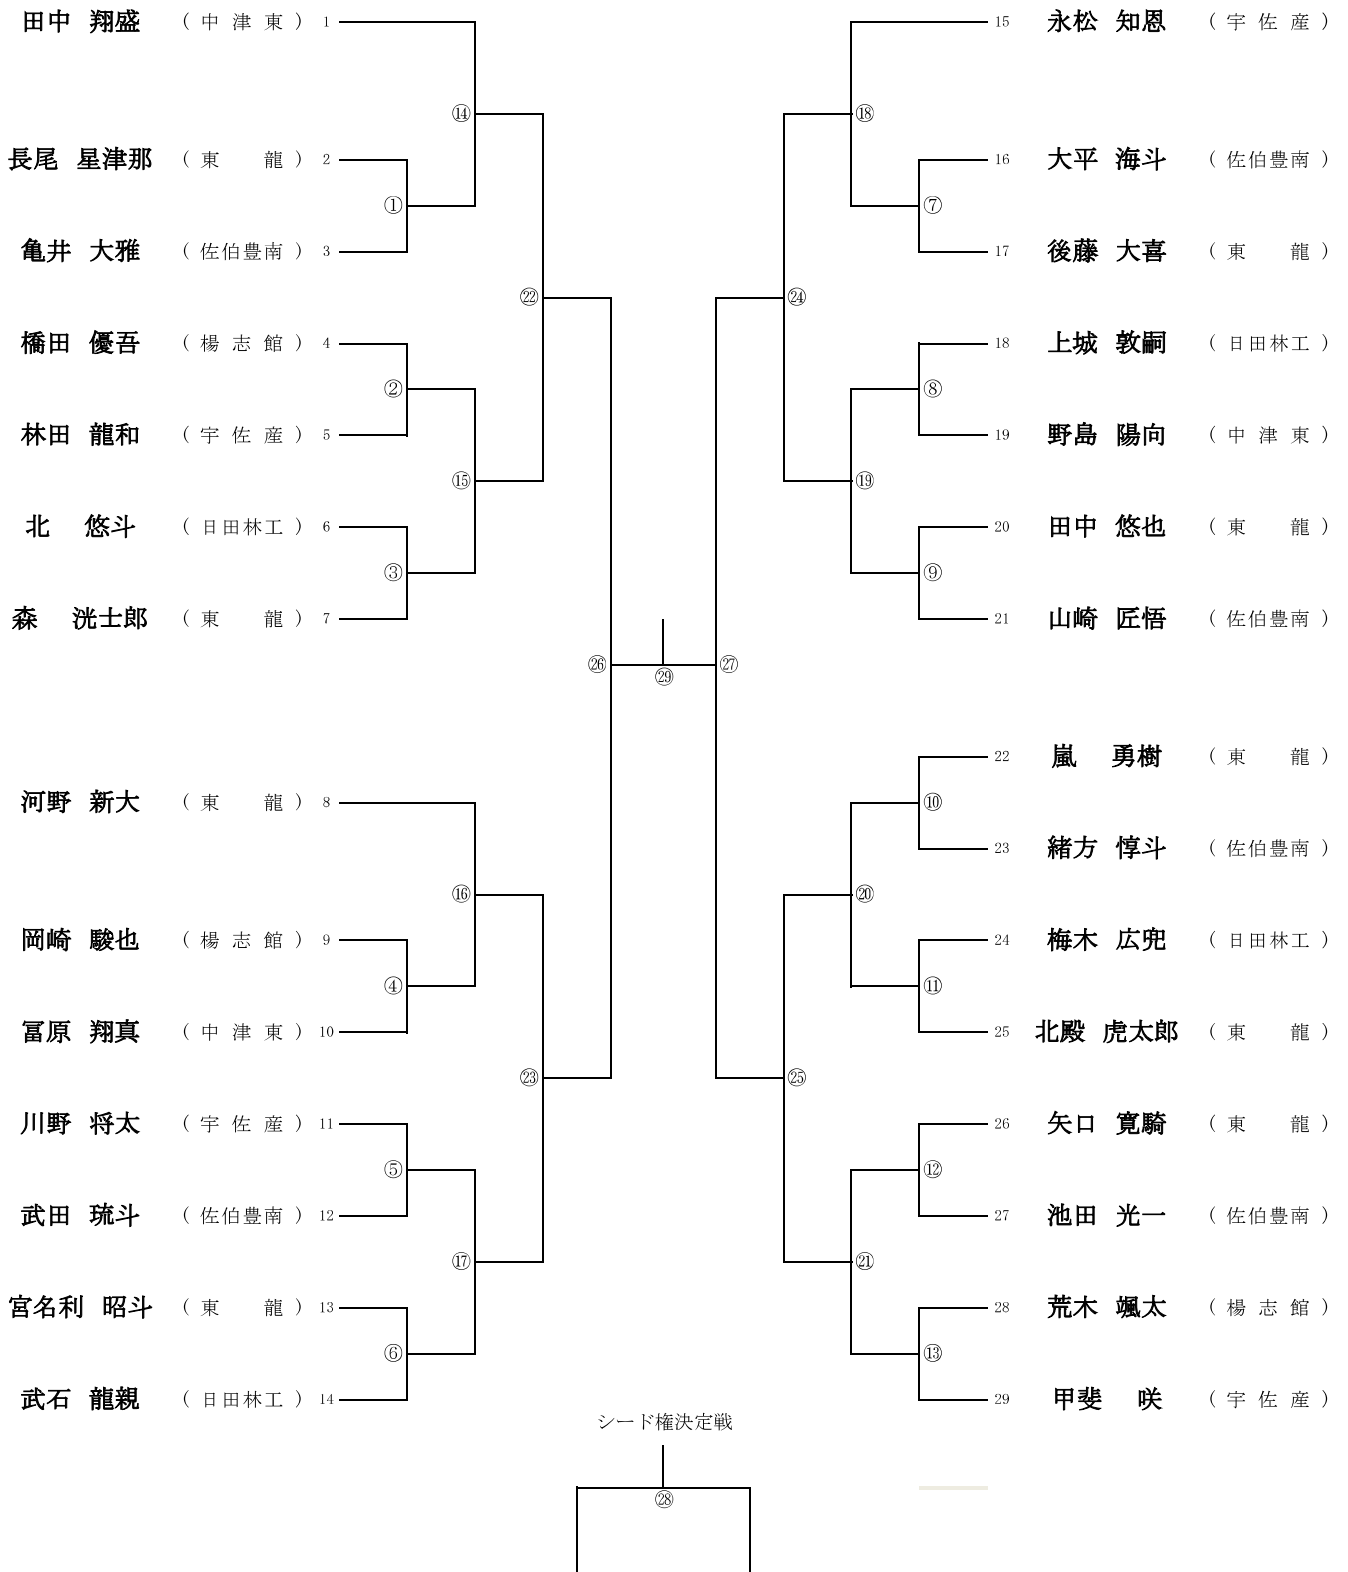 田中 翔盛 （中津東） 1
⑭
長尾 星津那 （東　龍） 2
①
亀井 大雅 （佐伯豊南） 3
㉒
橋田 優吾 （楊志館） 4
②
林田 龍和 （宇佐産） 5
⑮
北 悠斗 （日田林工） 6
③
森 洸士郎 （東　龍） 7
㉖
河野 新大 （東　龍） 8
⑯
岡崎 駿也 （楊志館） 9
④
冨原 翔真 （中津東） 10
㉓
川野 将太 （宇佐産） 11
⑤
武田 琉斗 （佐伯豊南） 12
⑰
宮名利 昭斗 （東　龍） 13
⑥
武石 龍親 （日田林工） 14
㉙
15 永松 知恩 （宇佐産）
⑱
16 大平 海斗 （佐伯豊南）
⑦
17 後藤 大喜 （東　龍）
㉔
18 上城 敦嗣 （日田林工）
⑧
19 野島 陽向 （中津東）
⑲
20 田中 悠也 （東　龍）
⑨
21 山崎 匠悟 （佐伯豊南）
㉗
22 嵐 勇樹 （東　龍）
⑩
23 緒方 惇斗 （佐伯豊南）
⑳
24 梅木 広兜 （日田林工）
⑪
25 北殿 虎太郎 （東　龍）
㉕
26 矢口 寛騎 （東　龍）
⑫
27 池田 光一 （佐伯豊南）
㉑
28 荒木 颯太 （楊志館）
⑬
29 甲斐 咲 （宇佐産）
シード権決定戦
㉘